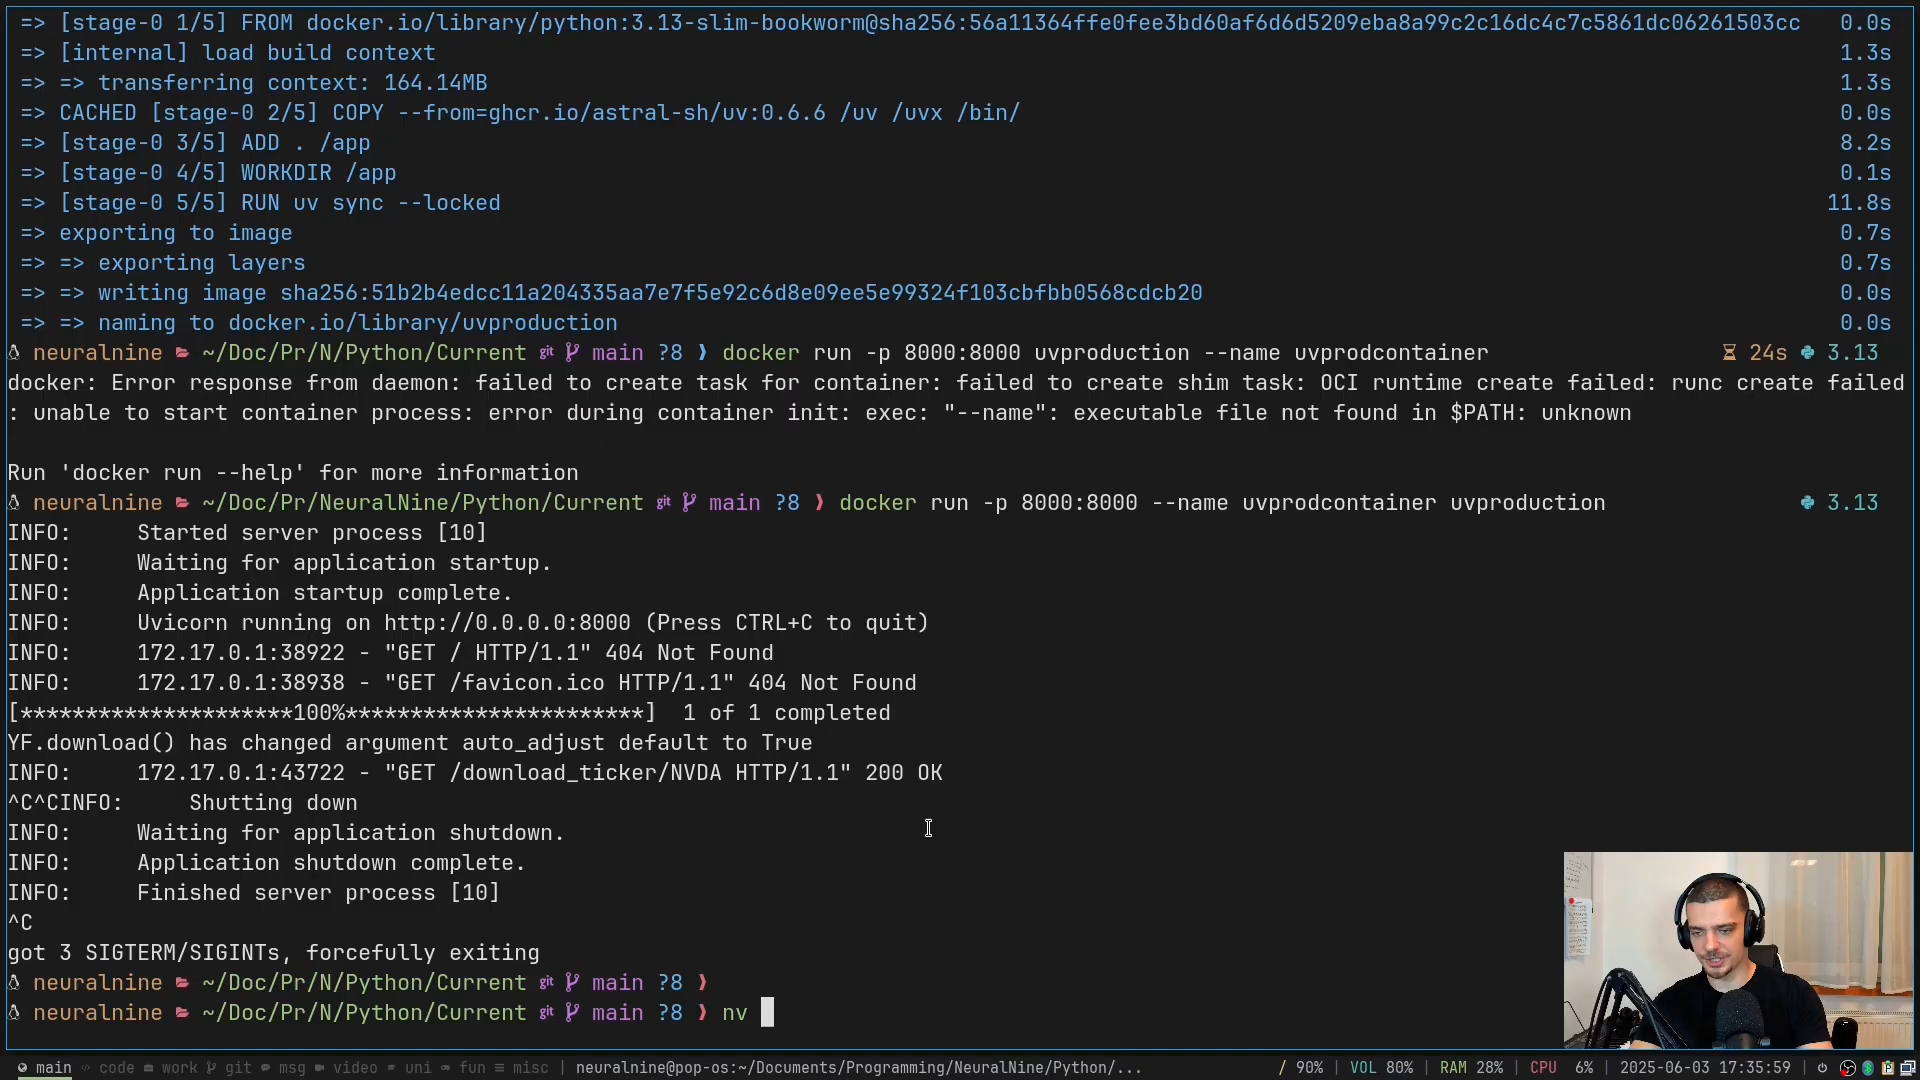 => [stage-0 1/5] FROM docker.io/library/python:3.13-slim-bookworm@sha256:56a11364ffe0fee3bd60af6d6d5209eba8a99c2c16dc4c7c5861dc06261503cc 0.0s
=> [internal] load build context 1.3s
=> => transferring context: 164.14MB 1.3s
=> CACHED [stage-0 2/5] COPY --from=ghcr.io/astral-sh/uv:0.6.6 /uv /uvx /bin/ 0.0s
=> [stage-0 3/5] ADD . /app 8.2s
=> [stage-0 4/5] WORKDIR /app 0.1s
=> [stage-0 5/5] RUN uv sync --locked 11.8s
=> exporting to image 0.7s
=> => exporting layers 0.7s
=> => writing image sha256:51b2b4edcc11a204335aa7e7f5e92c6d8e09ee5e99324f103cbfbb0568cdcb20 0.0s
=> => naming to docker.io/library/uvproduction 0.0s
neuralnine ~/Doc/Pr/N/Python/Current git main ?8 ❯ docker run -p 8000:8000 uvproduction --name uvprodcontainer 24s 3.13
docker: Error response from daemon: failed to create task for container: failed to create shim task: OCI runtime create failed: runc create failed
: unable to start container process: error during container init: exec: "--name": executable file not found in $PATH: unknown
Run 'docker run --help' for more information
neuralnine ~/Doc/Pr/NeuralNine/Python/Current git main ?8 ❯ docker run -p 8000:8000 --name uvprodcontainer uvproduction 3.13
INFO: Started server process [10]
INFO: Waiting for application startup.
INFO: Application startup complete.
INFO: Uvicorn running on http://0.0.0.0:8000 (Press CTRL+C to quit)
INFO: 172.17.0.1:38922 - "GET / HTTP/1.1" 404 Not Found
INFO: 172.17.0.1:38938 - "GET /favicon.ico HTTP/1.1" 404 Not Found
[*********************100%***********************] 1 of 1 completed
YF.download() has changed argument auto_adjust default to True
INFO: 172.17.0.1:43722 - "GET /download_ticker/NVDA HTTP/1.1" 200 OK
^C^CINFO: Shutting down
INFO: Waiting for application shutdown.
INFO: Application shutdown complete.
INFO: Finished server process [10]
^C
got 3 SIGTERM/SIGINTs, forcefully exiting
neuralnine ~/Doc/Pr/N/Python/Current git main ?8 ❯
neuralnine ~/Doc/Pr/N/Python/Current git main ?8 ❯ nv
main code work git msg video uni fun misc | neuralnine@pop-os:~/Documents/Programming/NeuralNine/Python/... / 90% | VOL 80% | RAM 28% | CPU 6% | 2025-06-03 17:35:59 |